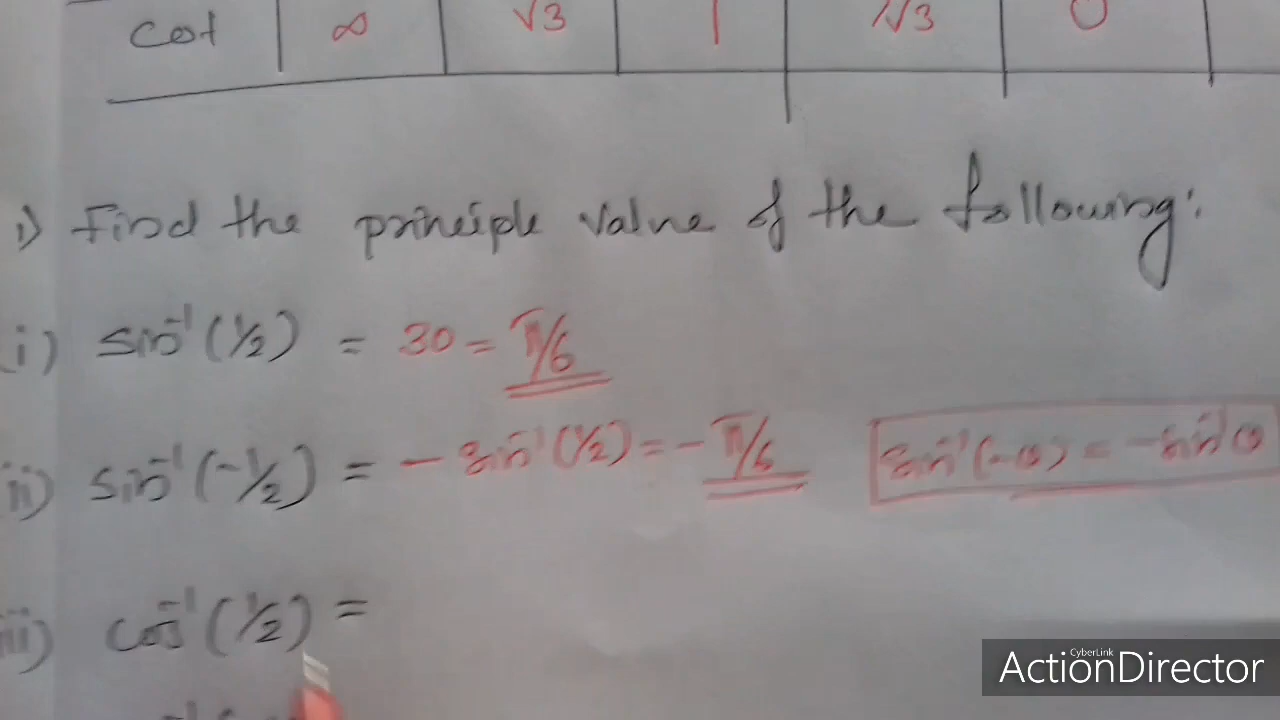 cot ∞ √3 1 1/√3 0
1) Find the principle value of the following:
i) sin⁻¹(1/2) = 30 = π/6
ii) sin⁻¹(-1/2) = - sin⁻¹(1/2) = - π/6 sin⁻¹(-θ) = -sin⁻¹θ
iii) cos⁻¹(1/2) =
CyberLink
ActionDirector